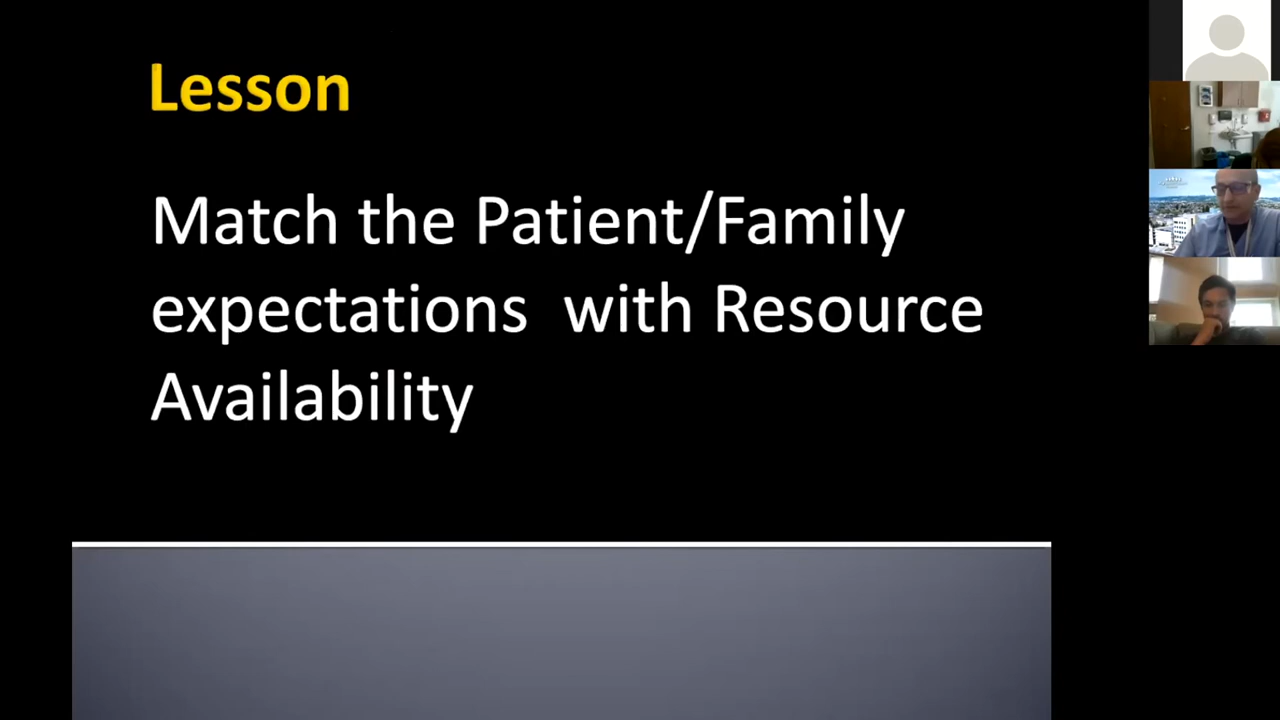 Lesson
Match the Patient/Family
expectations  with Resource
Availability